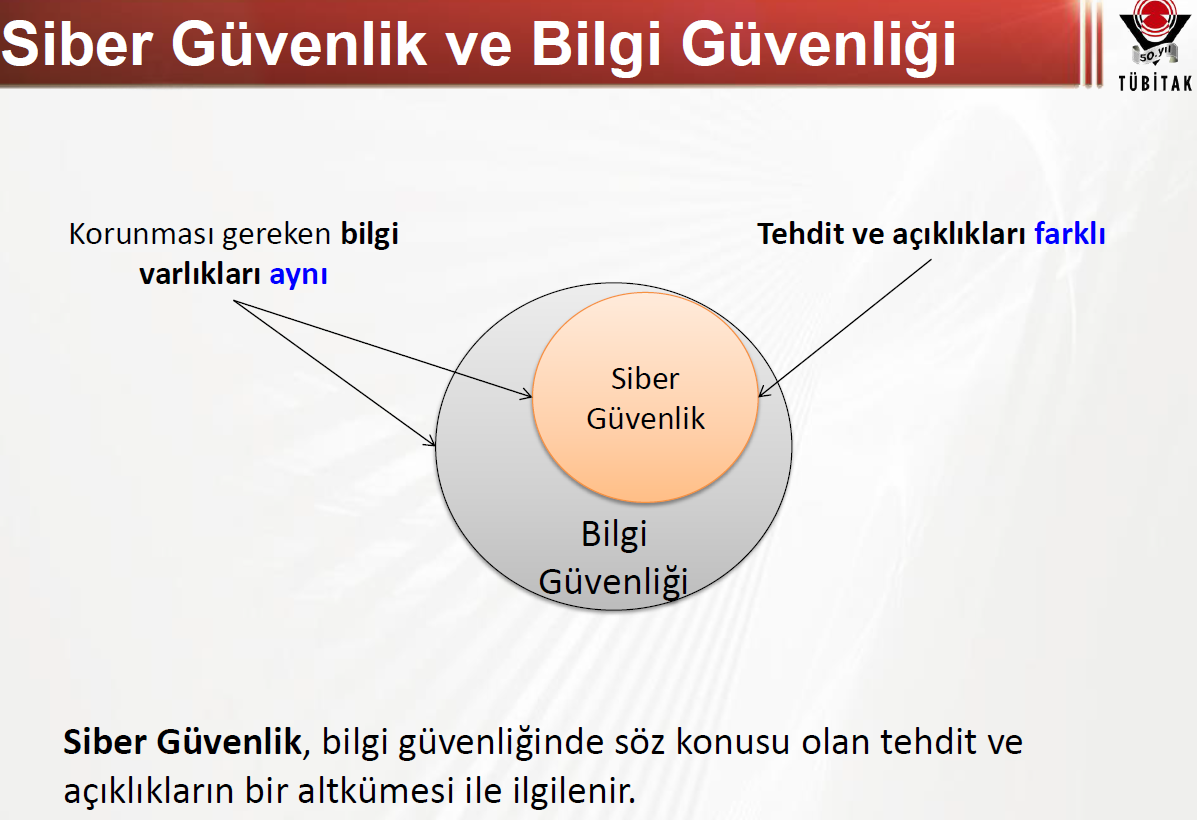 Siber Güvenlik ve Bilgi Güvenliği
50.yıl
TÜBİTAK
Korunması gereken bilgi
varlıkları aynı
Tehdit ve açıklıkları farklı
Siber
Güvenlik
Bilgi
Güvenliği
Siber Güvenlik, bilgi güvenliğinde söz konusu olan tehdit ve
açıklıkların bir altkümesi ile ilgilenir.